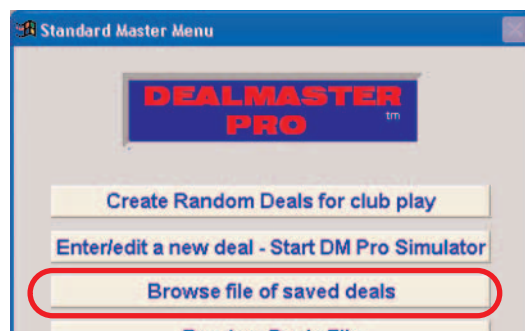 Standard Master Menu
DEALMASTER
PRO
tm
Create Random Deals for club play
Enter/edit a new deal - Start DM Pro Simulator
Browse file of saved deals